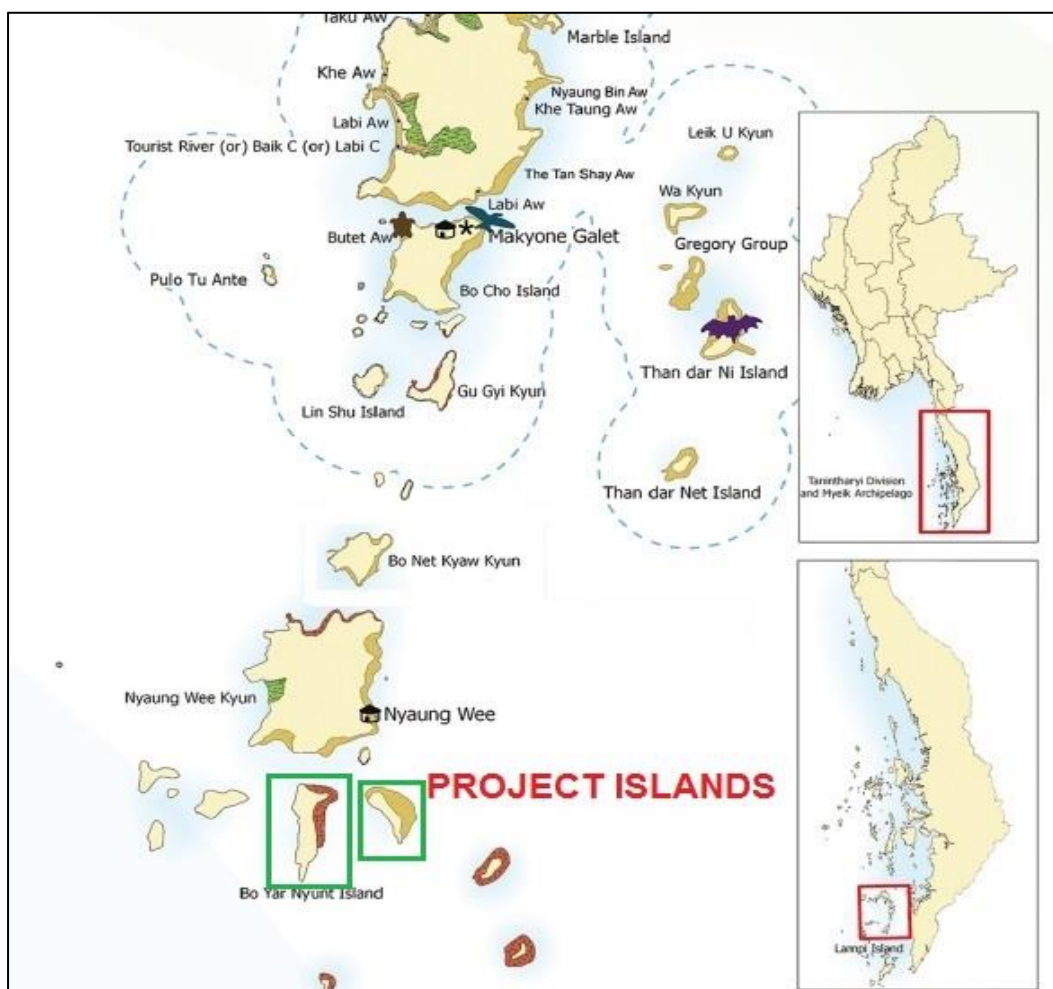 Taku Aw
Marble Island
Khe Aw
Nyaung Bin Aw
Khe Taung Aw
Labi Aw
Leik U Kyun
Tourist River (or) Baik C (or) Labi C
The Tan Shay Aw
Wa Kyun
Labi Aw
Butet Aw
Makyone Galet
Gregory Group
Pulo Tu Ante
Bo Cho Island
Than dar Ni Island
Gu Gyi Kyun
Lin Shu Island
Than dar Net Island
Tanintharyi Division
and Myeik Archipelago
Bo Net Kyaw Kyun
Nyaung Wee Kyun
Nyaung Wee
PROJECT ISLANDS
Bo Yar Nyunt Island
Lampi Island